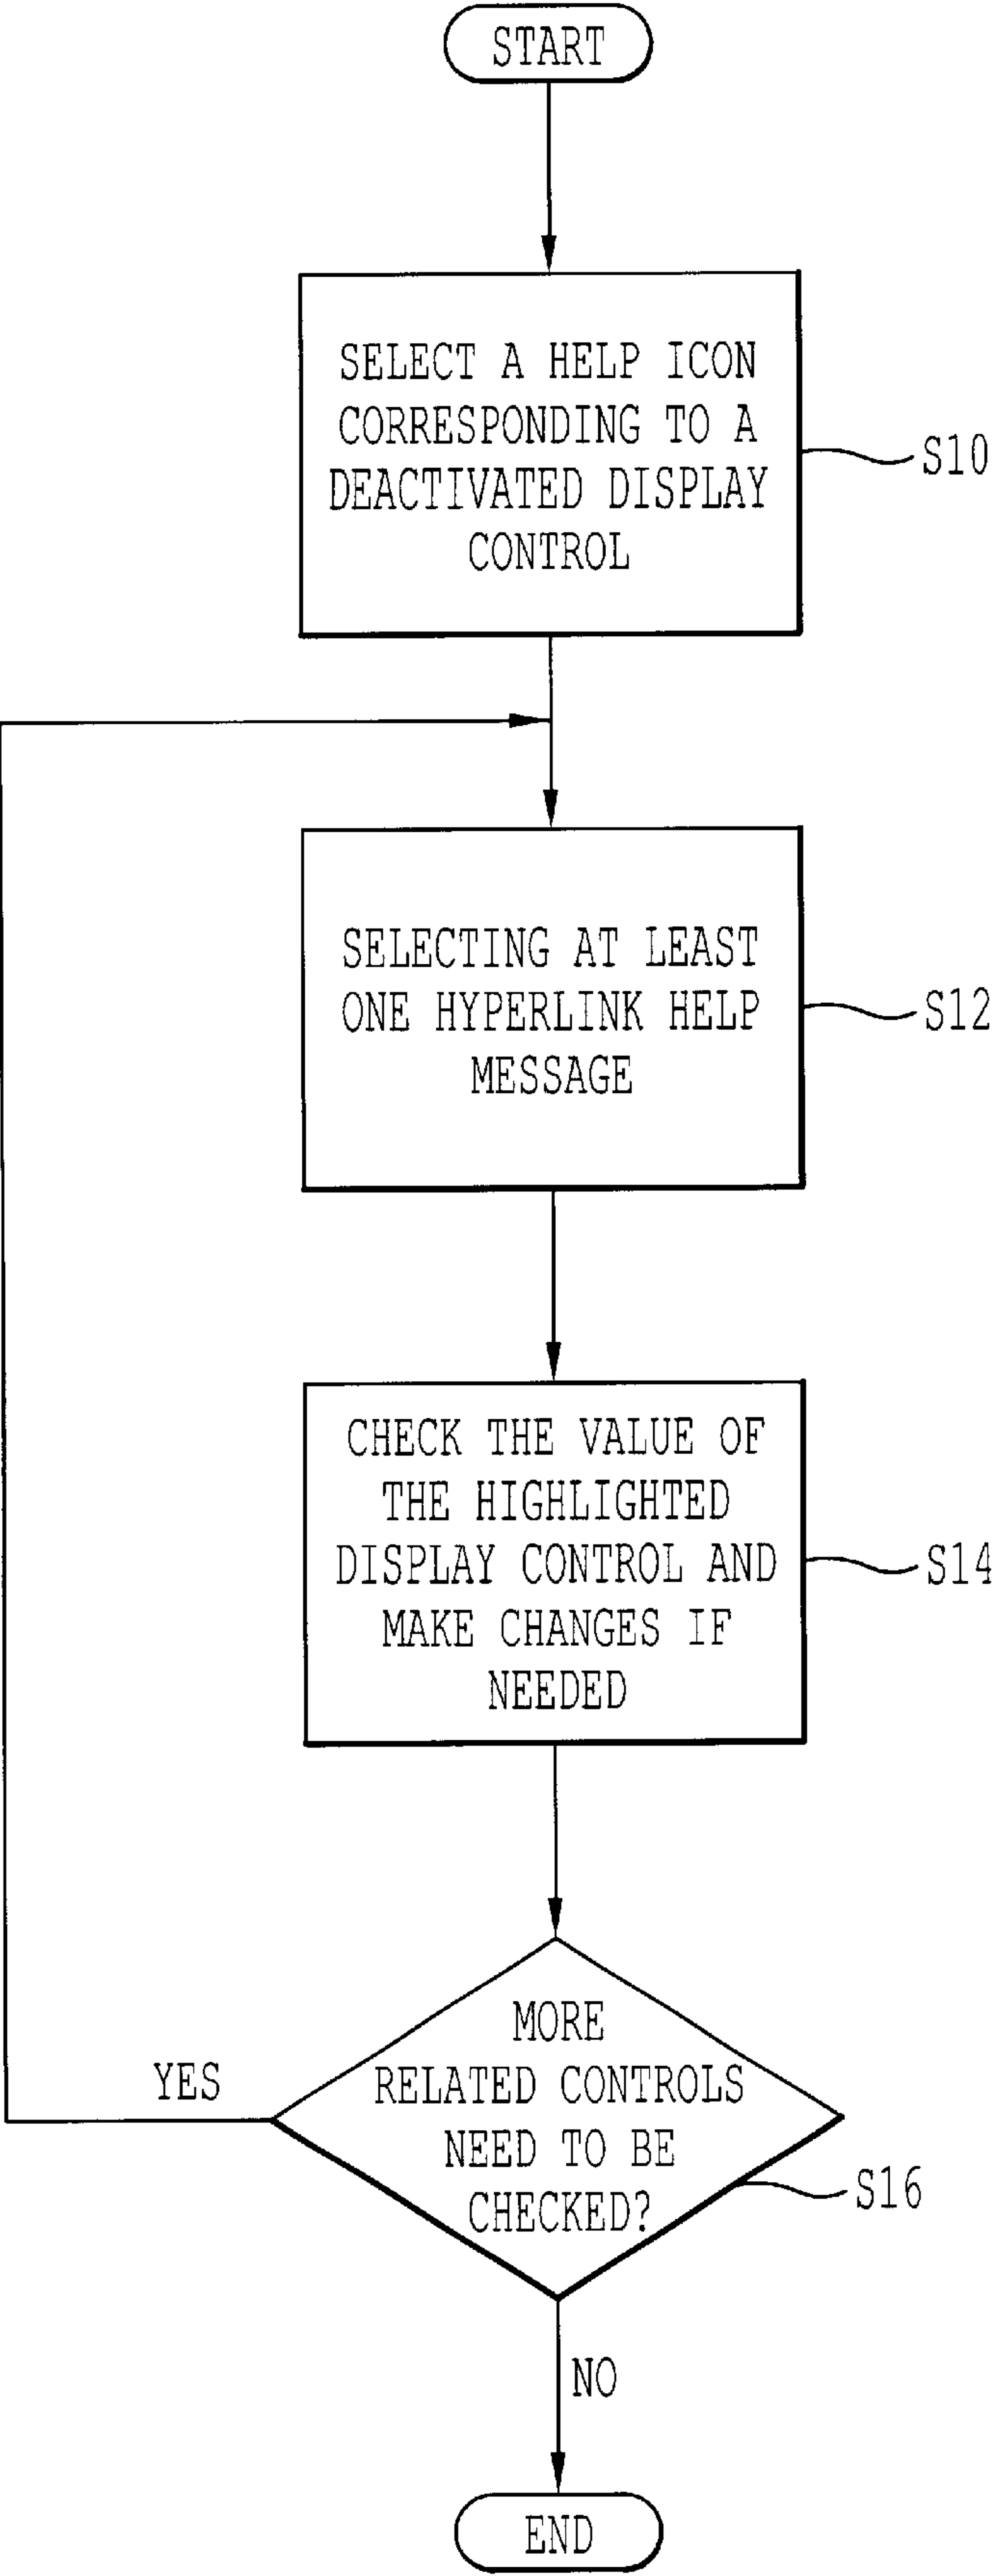 START
SELECT A HELP ICON
CORRESPONDING TO A
DEACTIVATED DISPLAY
CONTROL
S10
SELECTING AT LEAST
ONE HYPERLINK HELP
MESSAGE
S12
CHECK THE VALUE OF
THE HIGHLIGHTED
DISPLAY CONTROL AND
MAKE CHANGES IF
NEEDED
S14
MORE
RELATED CONTROLS
NEED TO BE
CHECKED?
YES
S16
NO
END